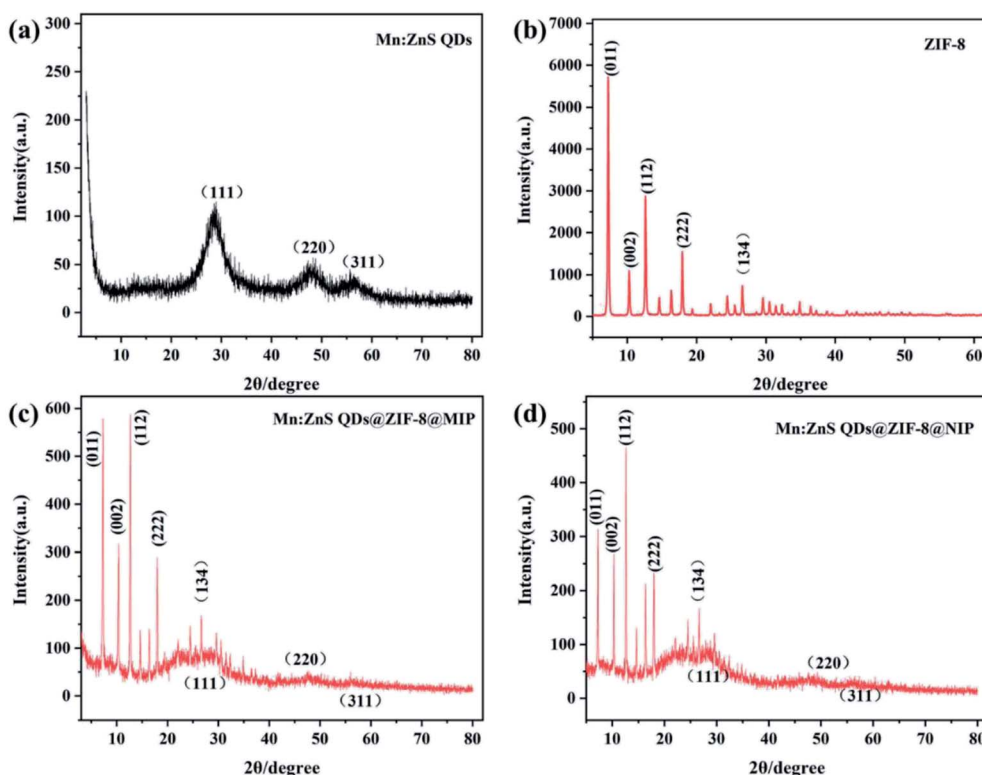 (a)
Mn:ZnS QDs
300
250
200
150
100
50
0
Intensity(a.u.)
（111）
（220）
（311）
10 20 30 40 50 60 70 80
2θ/degree
(b)
ZIF-8
7000
6000
5000
4000
3000
2000
1000
0
Intensity(a.u.)
(011)
(002)
(112)
(222)
（134）
10 20 30 40 50 60
2θ/degree
(c)
Mn:ZnS QDs@ZIF-8@MIP
600
500
400
300
200
100
0
Intensity(a.u.)
(011)
(002)
(112)
(222)
（134）
（111）
（220）
（311）
10 20 30 40 50 60 70 80
2θ/degree
(d)
Mn:ZnS QDs@ZIF-8@NIP
500
400
300
200
100
0
Intensity(a.u.)
(011)
(002)
(112)
(222)
（134）
（111）
（220）
（311）
10 20 30 40 50 60 70 80
2θ/degree